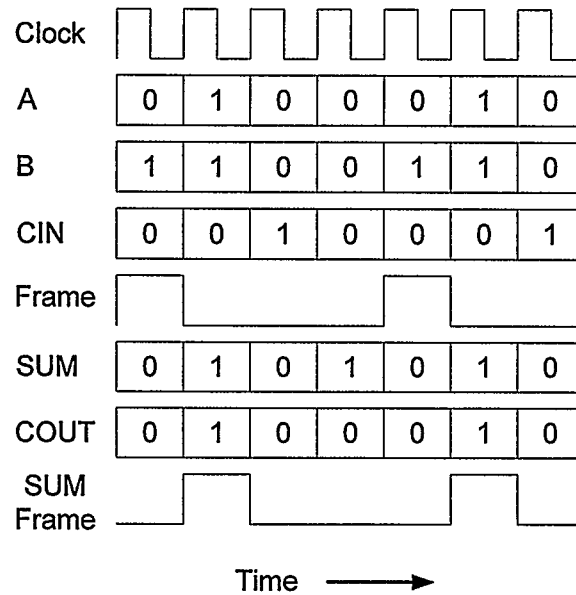 Clock
A 0 1 0 0 0 1 0
B 1 1 0 0 1 1 0
CIN 0 0 1 0 0 0 1
Frame
SUM 0 1 0 1 0 1 0
COUT 0 1 0 0 0 1 0
SUM
Frame
Time